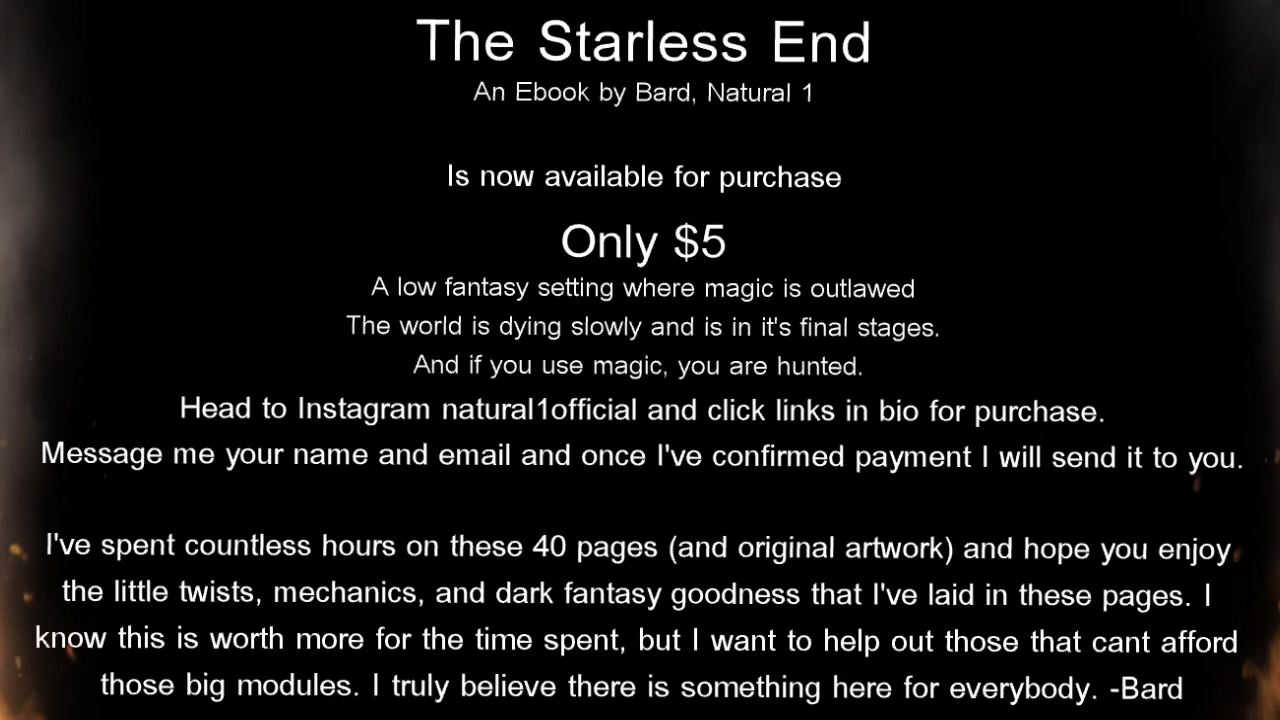 The Starless End
An Ebook by Bard, Natural 1
Is now available for purchase
Only $5
A low fantasy setting where magic is outlawed
The world is dying slowly and is in it's final stages.
And if you use magic, you are hunted.
Head to Instagram natural1official and click links in bio for purchase.
Message me your name and email and once I've confirmed payment I will send it to you.
I've spent countless hours on these 40 pages (and original artwork) and hope you enjoy
the little twists, mechanics, and dark fantasy goodness that I've laid in these pages. I
know this is worth more for the time spent, but I want to help out those that cant afford
those big modules. I truly believe there is something here for everybody. -Bard